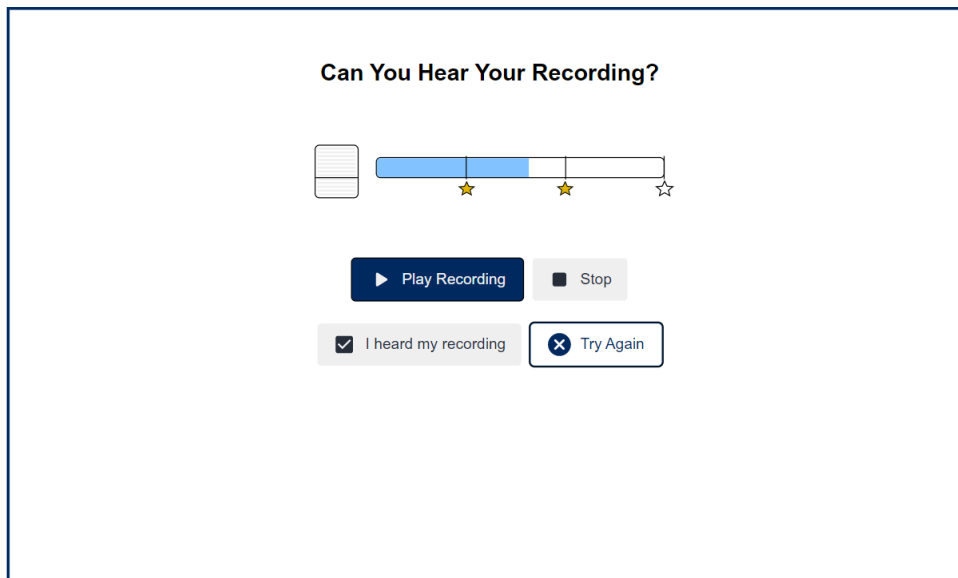 Can You Hear Your Recording?
Play Recording
Stop
I heard my recording
Try Again